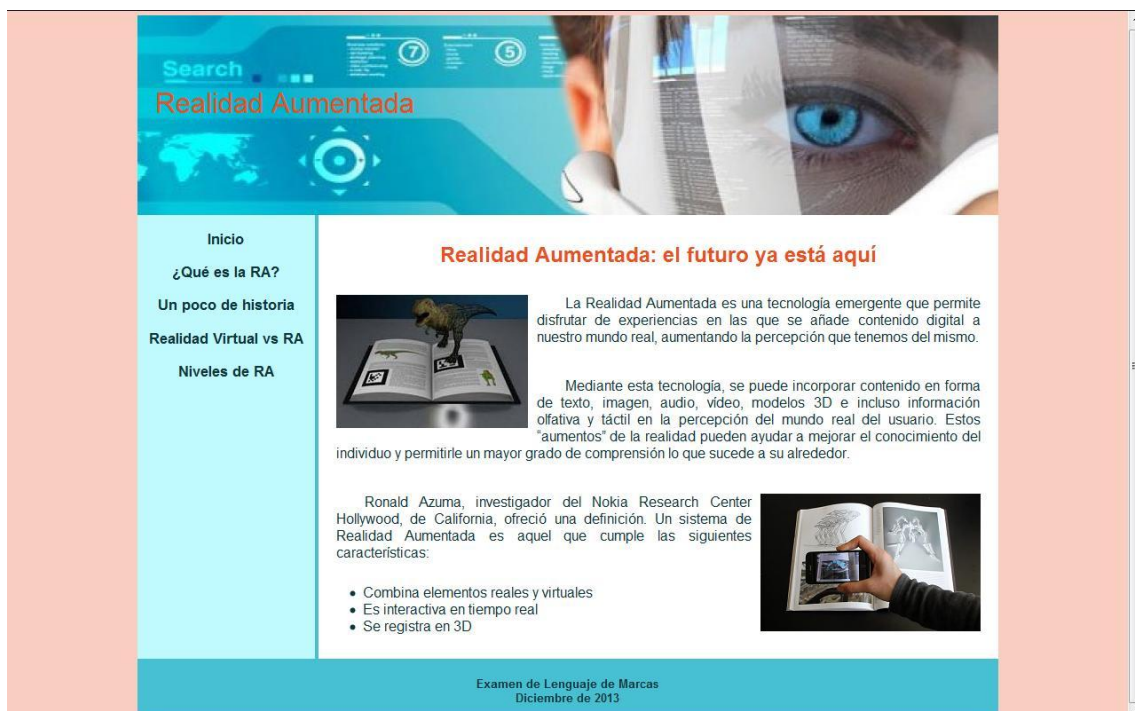 Search
7
5
Realidad Aumentada
Inicio
¿Qué es la RA?
Un poco de historia
Realidad Virtual vs RA
Niveles de RA
Realidad Aumentada: el futuro ya está aquí
La Realidad Aumentada es una tecnología emergente que permite
disfrutar de experiencias en las que se añade contenido digital a
nuestro mundo real, aumentando la percepción que tenemos del mismo.
Mediante esta tecnología, se puede incorporar contenido en forma
de texto, imagen, audio, vídeo, modelos 3D e incluso información
olfativa y táctil en la percepción del mundo real del usuario. Estos
"aumentos" de la realidad pueden ayudar a mejorar el conocimiento del
individuo y permitirle un mayor grado de comprensión lo que sucede a su alrededor.
Ronald Azuma, investigador del Nokia Research Center
Hollywood, de California, ofreció una definición. Un sistema de
Realidad Aumentada es aquel que cumple las siguientes
características:
• Combina elementos reales y virtuales
• Es interactiva en tiempo real
• Se registra en 3D
Examen de Lenguaje de Marcas
Diciembre de 2013